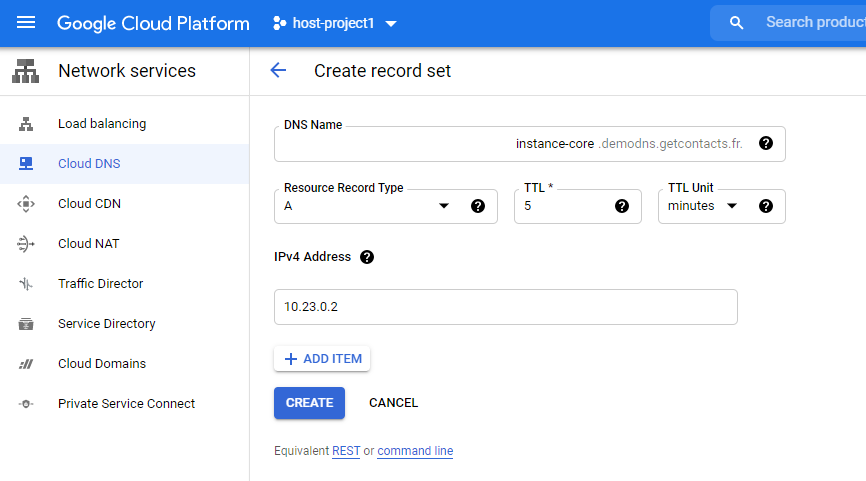 Google Cloud Platform host-project1 Search product
Network services
Create record set
Load balancing
Cloud DNS
Cloud CDN
Cloud NAT
Traffic Director
Service Directory
Cloud Domains
Private Service Connect
DNS Name
instance-core .demodns.getcontacts.fr.
Resource Record Type TTL * TTL Unit
A 5 minutes
IPv4 Address
10.23.0.2
ADD ITEM
CREATE CANCEL
Equivalent REST or command line